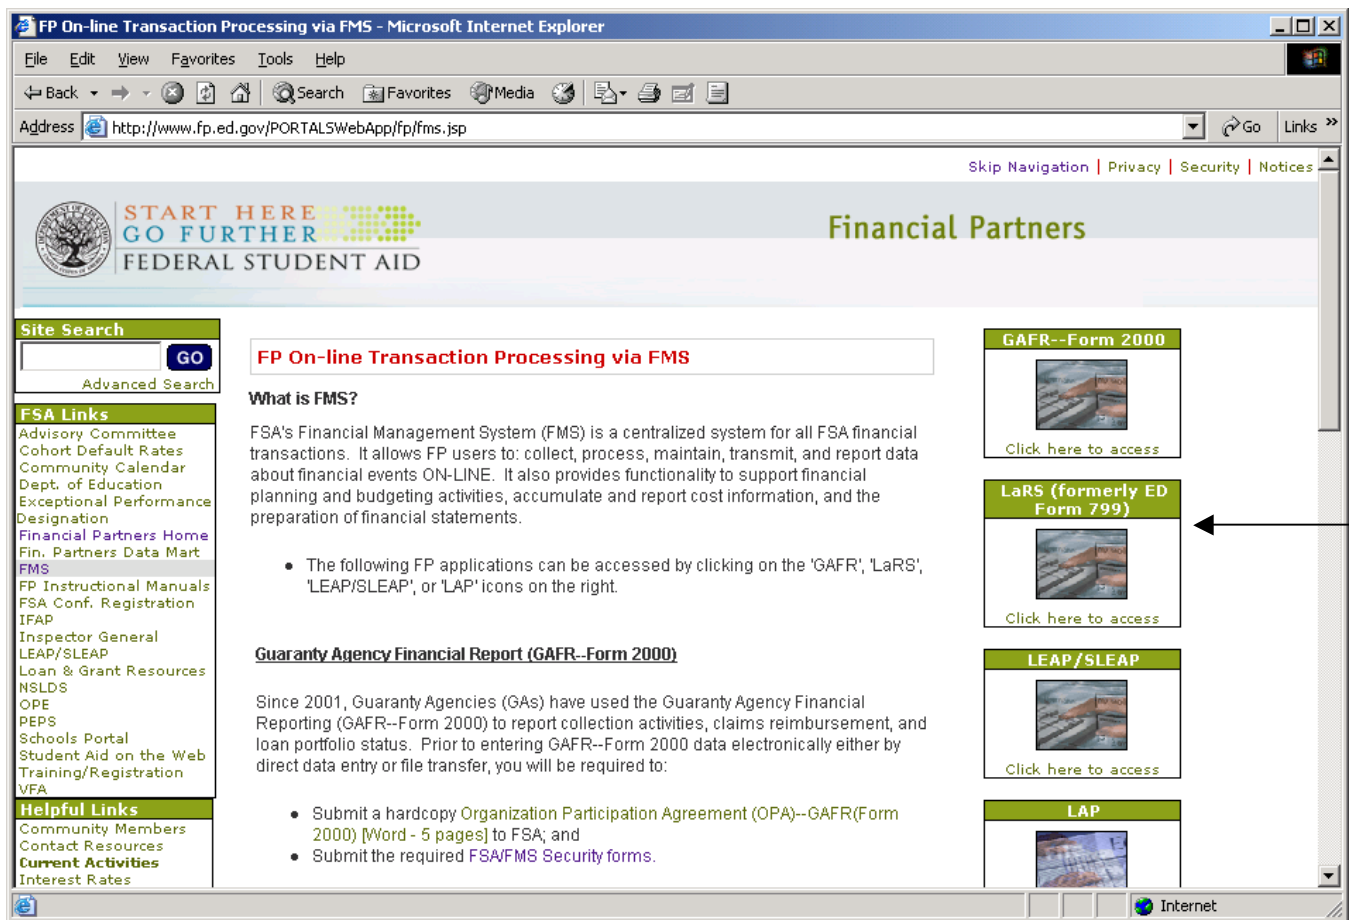 FP On-line Transaction Processing via FMS - Microsoft Internet Explorer
File Edit View Favorites Tools Help
Back Search Favorites Media
Address http://www.fp.ed.gov/PORTALSWebApp/fp/fms.jsp Go Links »
Skip Navigation | Privacy | Security | Notices
START HERE
GO FURTHER
FEDERAL STUDENT AID
Financial Partners
Site Search
GO
Advanced Search
FSA Links
Advisory Committee
Cohort Default Rates
Community Calendar
Dept. of Education
Exceptional Performance
Designation
Financial Partners Home
Fin. Partners Data Mart
FMS
FP Instructional Manuals
FSA Conf. Registration
IFAP
Inspector General
LEAP/SLEAP
Loan & Grant Resources
NSLDS
OPE
PEPS
Schools Portal
Student Aid on the Web
Training/Registration
VFA
Helpful Links
Community Members
Contact Resources
Current Activities
Interest Rates
FP On-line Transaction Processing via FMS
What is FMS?
FSA's Financial Management System (FMS) is a centralized system for all FSA financial
transactions. It allows FP users to: collect, process, maintain, transmit, and report data
about financial events ON-LINE. It also provides functionality to support financial
planning and budgeting activities, accumulate and report cost information, and the
preparation of financial statements.
• The following FP applications can be accessed by clicking on the 'GAFR', 'LaRS',
'LEAP/SLEAP', or 'LAP' icons on the right.
Guaranty Agency Financial Report (GAFR--Form 2000)
Since 2001, Guaranty Agencies (GAs) have used the Guaranty Agency Financial
Reporting (GAFR--Form 2000) to report collection activities, claims reimbursement, and
loan portfolio status. Prior to entering GAFR--Form 2000 data electronically either by
direct data entry or file transfer, you will be required to:
• Submit a hardcopy Organization Participation Agreement (OPA)--GAFR(Form
2000) [Word - 5 pages] to FSA; and
• Submit the required FSA/FMS Security forms.
GAFR--Form 2000
Click here to access
LaRS (formerly ED
Form 799)
Click here to access
LEAP/SLEAP
Click here to access
LAP
Internet